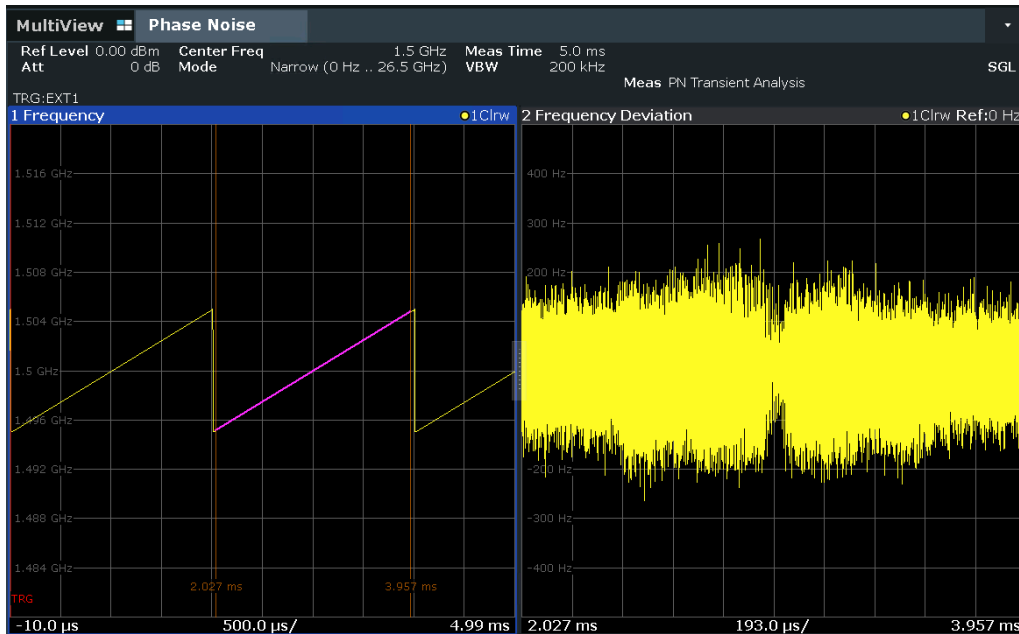 MultiView Phase Noise
Ref Level 0.00 dBm Center Freq 1.5 GHz Meas Time 5.0 ms
Att 0 dB Mode Narrow (0 Hz .. 26.5 GHz) VBW 200 kHz
Meas PN Transient Analysis
SGL
TRG:EXT1
1 Frequency 1Clrw
1.516 GHz
1.512 GHz
1.508 GHz
1.504 GHz
1.5 GHz
1.496 GHz
1.492 GHz
1.488 GHz
1.484 GHz
2.027 ms 3.957 ms
TRG
-10.0 µs 500.0 µs/ 4.99 ms
2 Frequency Deviation 1Clrw Ref:0 Hz
400 Hz
300 Hz
200 Hz
-200 Hz
-300 Hz
-400 Hz
2.027 ms 193.0 µs/ 3.957 ms